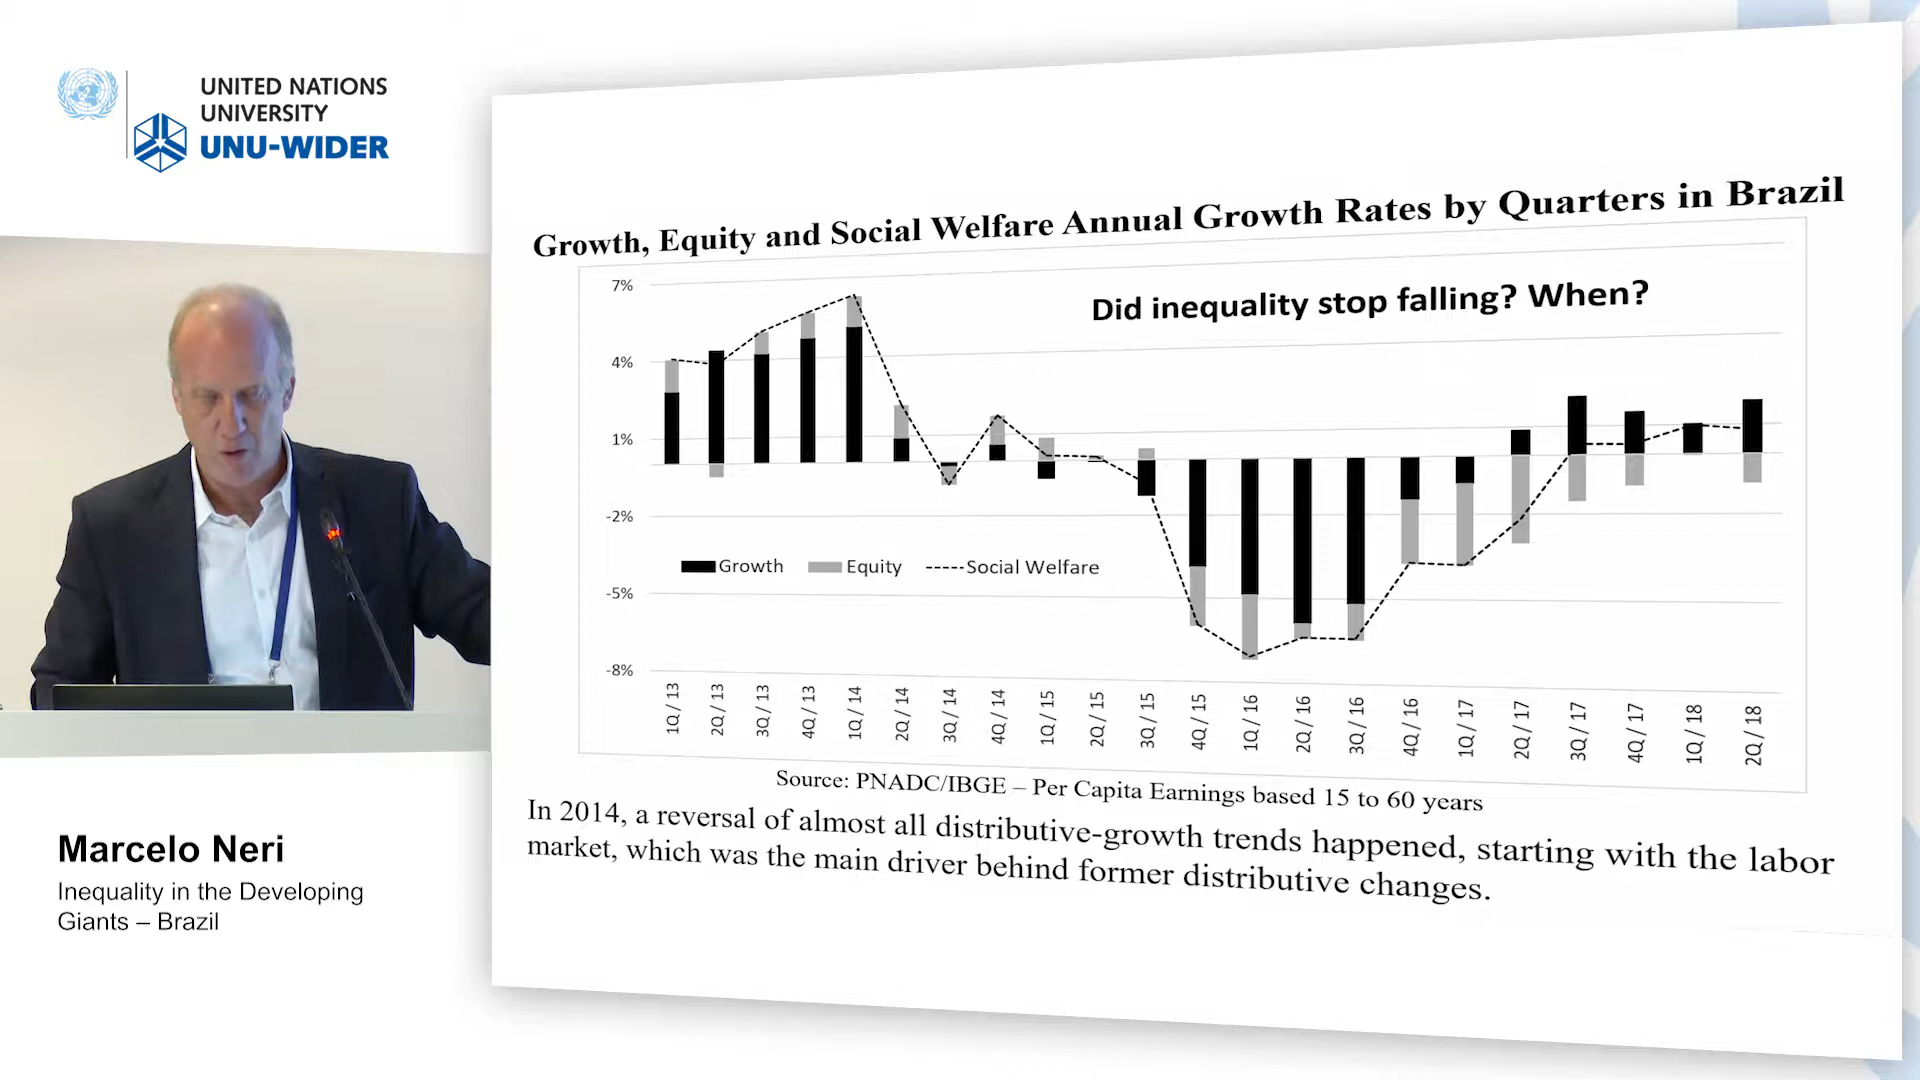 UNITED NATIONS
UNIVERSITY
UNU-WIDER
Growth, Equity and Social Welfare Annual Growth Rates by Quarters in Brazil
Did inequality stop falling? When?
7%
4%
1%
-2%
-5%
-8%
Growth
Equity
Social Welfare
1Q / 13
2Q / 13
3Q / 13
4Q / 13
1Q / 14
2Q / 14
3Q / 14
4Q / 14
1Q / 15
2Q / 15
3Q / 15
4Q / 15
1Q / 16
2Q / 16
3Q / 16
4Q / 16
1Q / 17
2Q / 17
3Q / 17
4Q / 17
1Q / 18
2Q / 18
Source: PNADC/IBGE – Per Capita Earnings based 15 to 60 years
In 2014, a reversal of almost all distributive-growth trends happened, starting with the labor
market, which was the main driver behind former distributive changes.
Marcelo Neri
Inequality in the Developing
Giants – Brazil